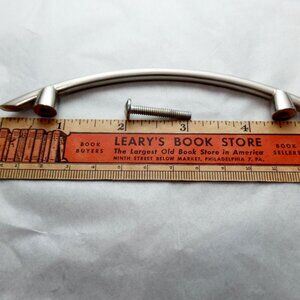 1 2 3 4
BOOK BUYERS
LEARY'S BOOK STORE
The Largest Old Book Store in America
NINTH STREET BELOW MARKET, PHILADELPHIA 7, PA.
BOOK SELLERS